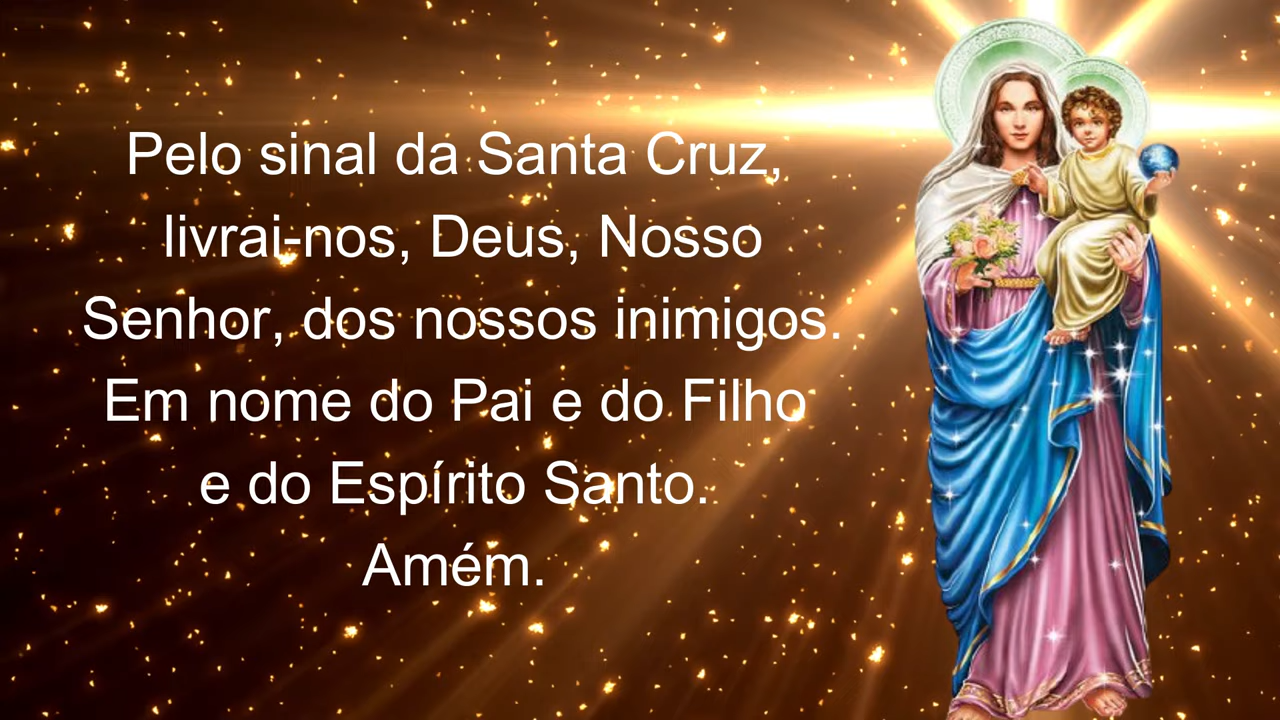 Pelo sinal da Santa Cruz,
livrai-nos, Deus, Nosso
Senhor, dos nossos inimigos.
Em nome do Pai e do Filho
e do Espírito Santo.
Amém.